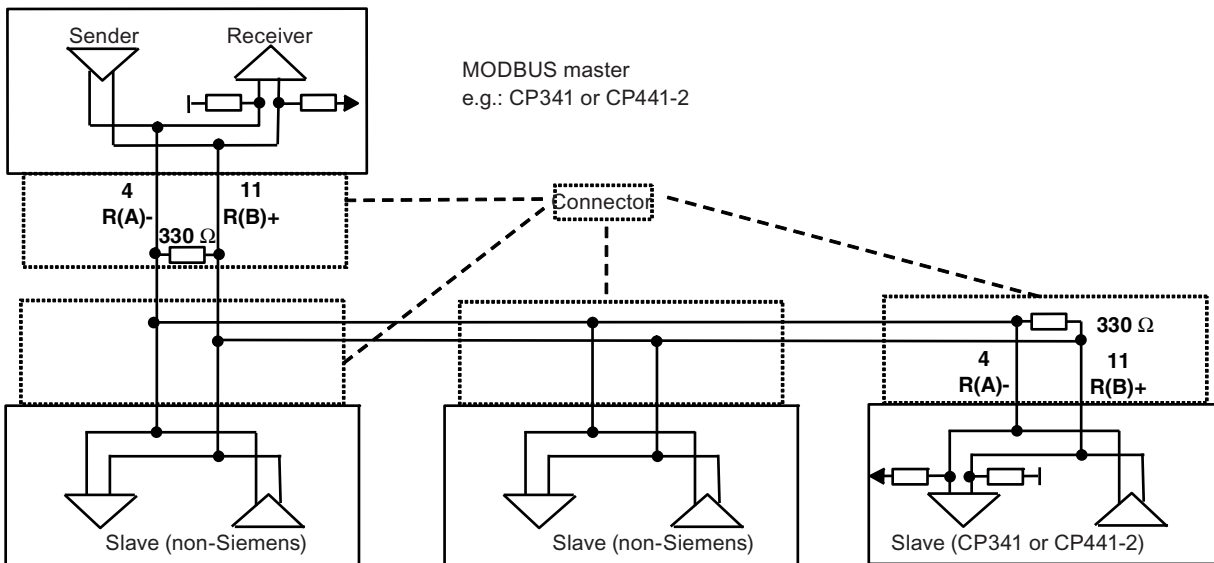 Sender Receiver
MODBUS master
e.g.: CP341 or CP441-2
4 11
R(A)- R(B)+
330 Ω
Connector
330 Ω
4 11
R(A)- R(B)+
Slave (non-Siemens) Slave (non-Siemens) Slave (CP341 or CP441-2)